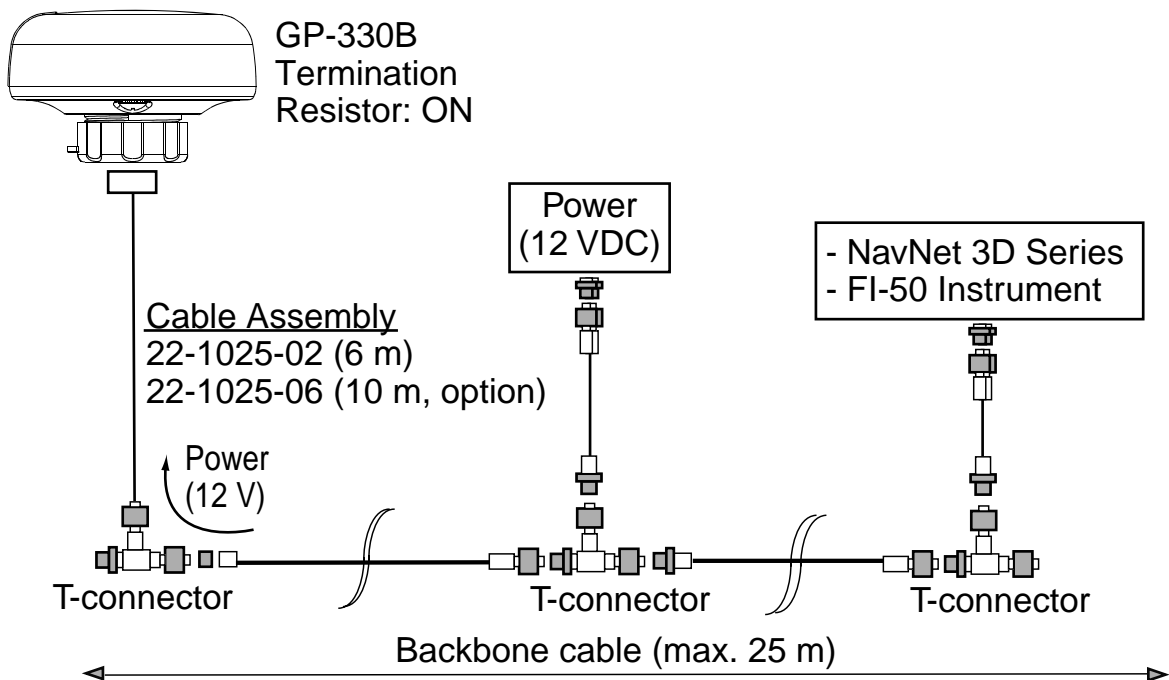 GP-330B
Termination
Resistor: ON
Power
(12 VDC)
- NavNet 3D Series
- FI-50 Instrument
Cable Assembly
22-1025-02 (6 m)
22-1025-06 (10 m, option)
Power
(12 V)
T-connector
T-connector
T-connector
Backbone cable (max. 25 m)